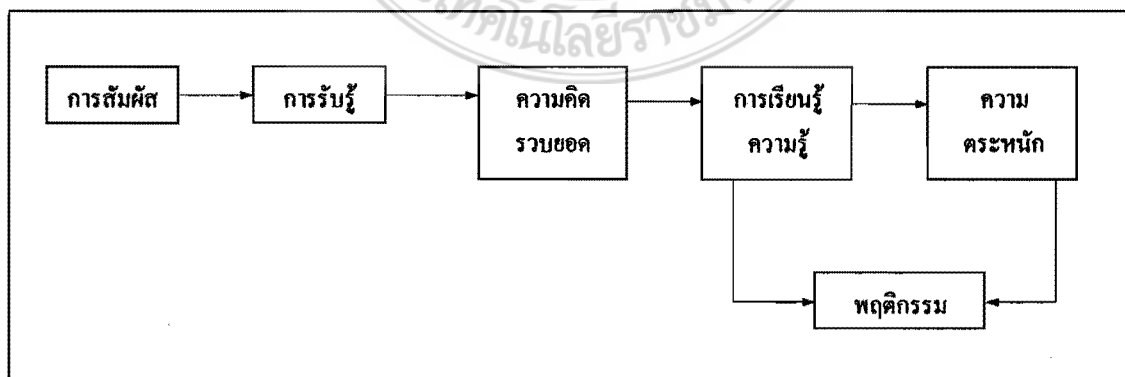 การสัมผัส
การรับรู้
ความคิด
รวบยอด
การเรียนรู้
ความรู้
ความ
ตระหนัก
พฤติกรรม